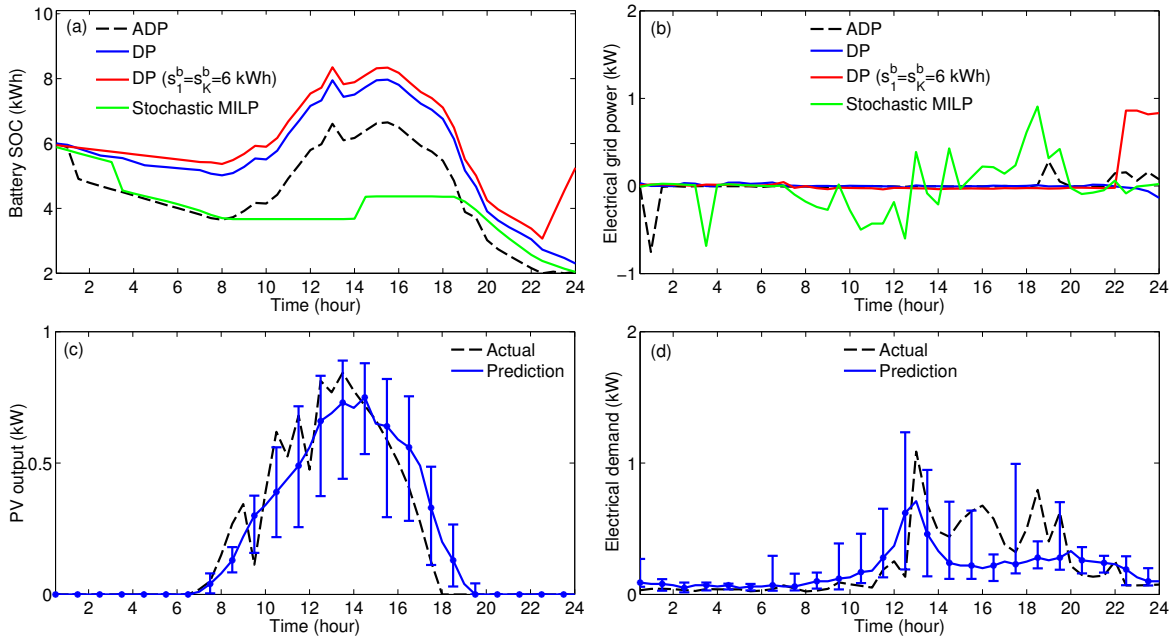 (a)
ADP
DP
DP (s₁ᵇ=s_Kᵇ=6 kWh)
Stochastic MILP
10
8
6
4
2
Battery SOC (kWh)
2 4 6 8 10 12 14 16 18 20 22 24
Time (hour)
(b)
ADP
DP
DP (s₁ᵇ=s_Kᵇ=6 kWh)
Stochastic MILP
2
1
0
−1
Electrical grid power (kW)
2 4 6 8 10 12 14 16 18 20 22 24
Time (hour)
(c)
Actual
Prediction
1
0.5
0
PV output (kW)
2 4 6 8 10 12 14 16 18 20 22 24
Time (hour)
(d)
Actual
Prediction
2
1
0
Electrical demand (kW)
2 4 6 8 10 12 14 16 18 20 22 24
Time (hour)